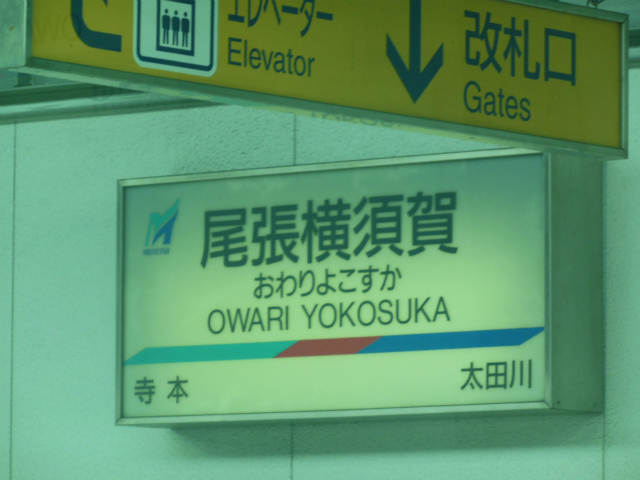 エレベーター
Elevator
改札口
Gates
尾張横須賀
おわりよこすか
OWARI YOKOSUKA
寺本
太田川